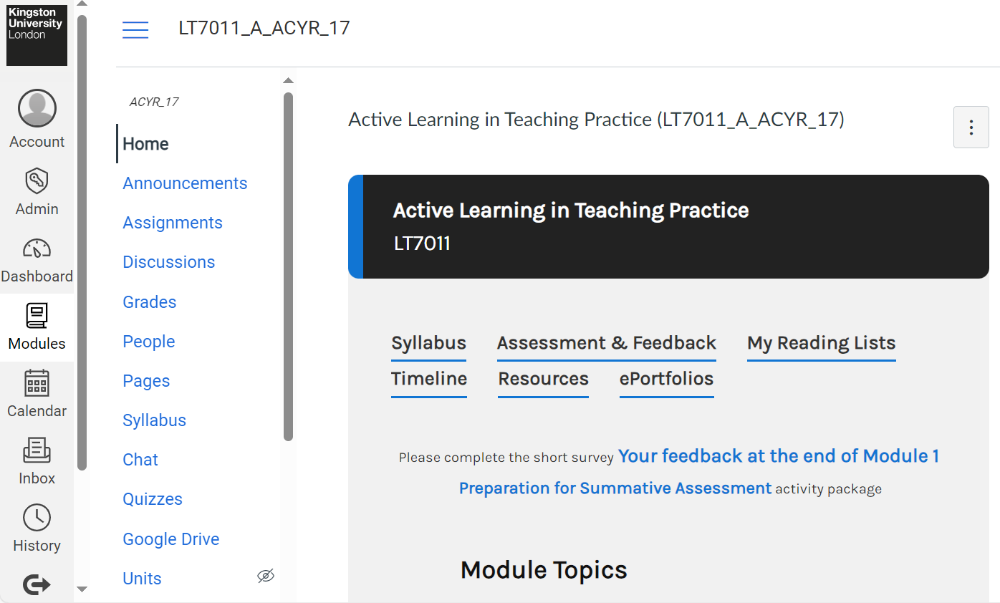 Kingston
University
London
Account
Admin
Dashboard
Modules
Calendar
Inbox
History
LT7011_A_ACYR_17
ACYR_17
Home
Announcements
Assignments
Discussions
Grades
People
Pages
Syllabus
Chat
Quizzes
Google Drive
Units
Active Learning in Teaching Practice (LT7011_A_ACYR_17)
Active Learning in Teaching Practice
LT7011
Syllabus Assessment & Feedback My Reading Lists
Timeline Resources ePortfolios
Please complete the short survey Your feedback at the end of Module 1
Preparation for Summative Assessment activity package
Module Topics